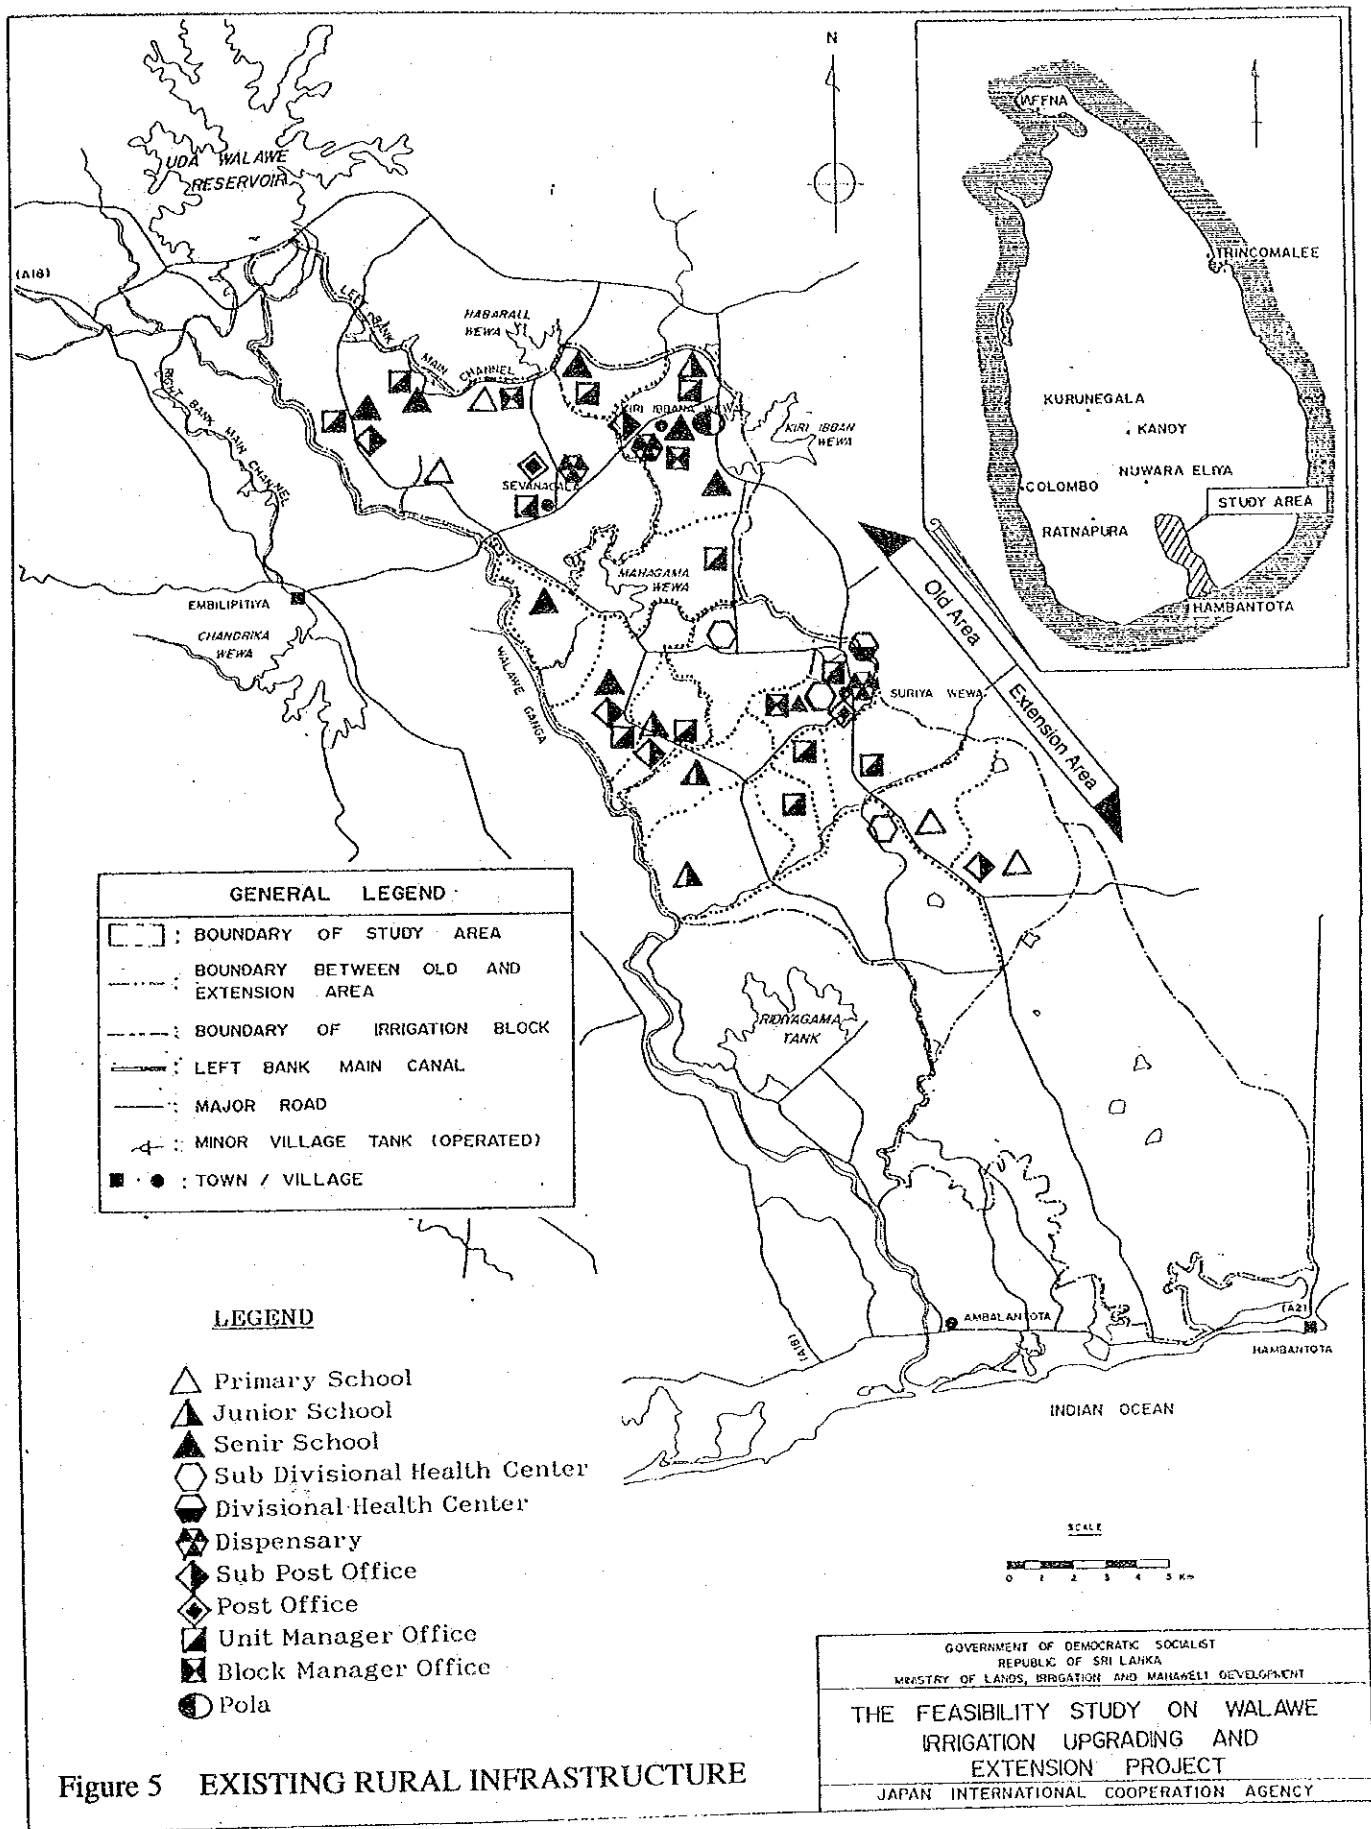 N
UDA WALAWE
RESERVOIR
(A18)
LEFT BANK MAIN CHANNEL
HABARALL
WEWA
RIGHT BANK MAIN CHANNEL
KIRI IBBANA WEWA
KIRI IBBAN
WEWA
SEVANAGALA
MAHAGAMA
WEWA
EMBILIPITIYA
CHANDRIKA
WEWA
WALAWE GANGA
SURIYA WEWA
Old Area
Extension Area
JAFFNA
TRINCOMALEE
KURUNEGALA
KANDY
NUWARA ELIYA
COLOMBO
STUDY AREA
RATNAPURA
HAMBANTOTA
GENERAL LEGEND
: BOUNDARY OF STUDY AREA
: BOUNDARY BETWEEN OLD AND
EXTENSION AREA
: BOUNDARY OF IRRIGATION BLOCK
: LEFT BANK MAIN CANAL
: MAJOR ROAD
: MINOR VILLAGE TANK (OPERATED)
: TOWN / VILLAGE
RIDIYAGAMA
TANK
(A18)
AMBALANTOTA
(A2)
HAMBANTOTA
INDIAN OCEAN
LEGEND
Primary School
Junior School
Senir School
Sub Divisional Health Center
Divisional Health Center
Dispensary
Sub Post Office
Post Office
Unit Manager Office
Block Manager Office
Pola
SCALE
0 1 2 3 4 5 Km
GOVERNMENT OF DEMOCRATIC SOCIALIST
REPUBLIC OF SRI LANKA
MINISTRY OF LANDS, IRRIGATION AND MAHAWELI DEVELOPMENT
THE FEASIBILITY STUDY ON WALAWE
IRRIGATION UPGRADING AND
EXTENSION PROJECT
JAPAN INTERNATIONAL COOPERATION AGENCY
Figure 5 EXISTING RURAL INFRASTRUCTURE